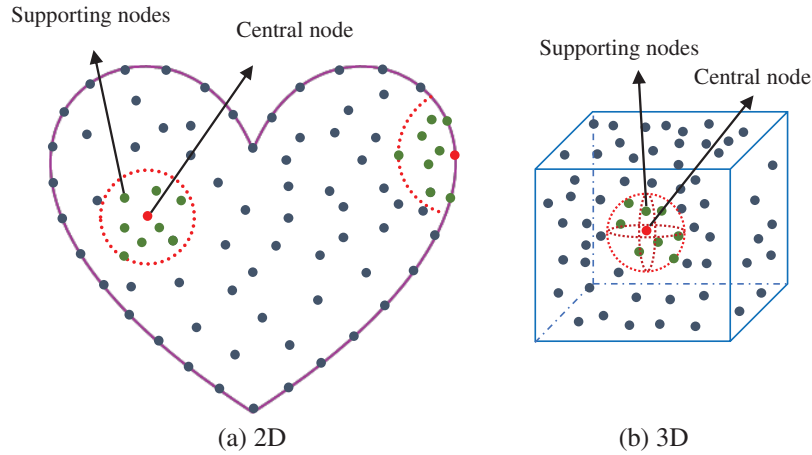 Supporting nodes
Central node
Supporting nodes
Central node
(a) 2D
(b) 3D